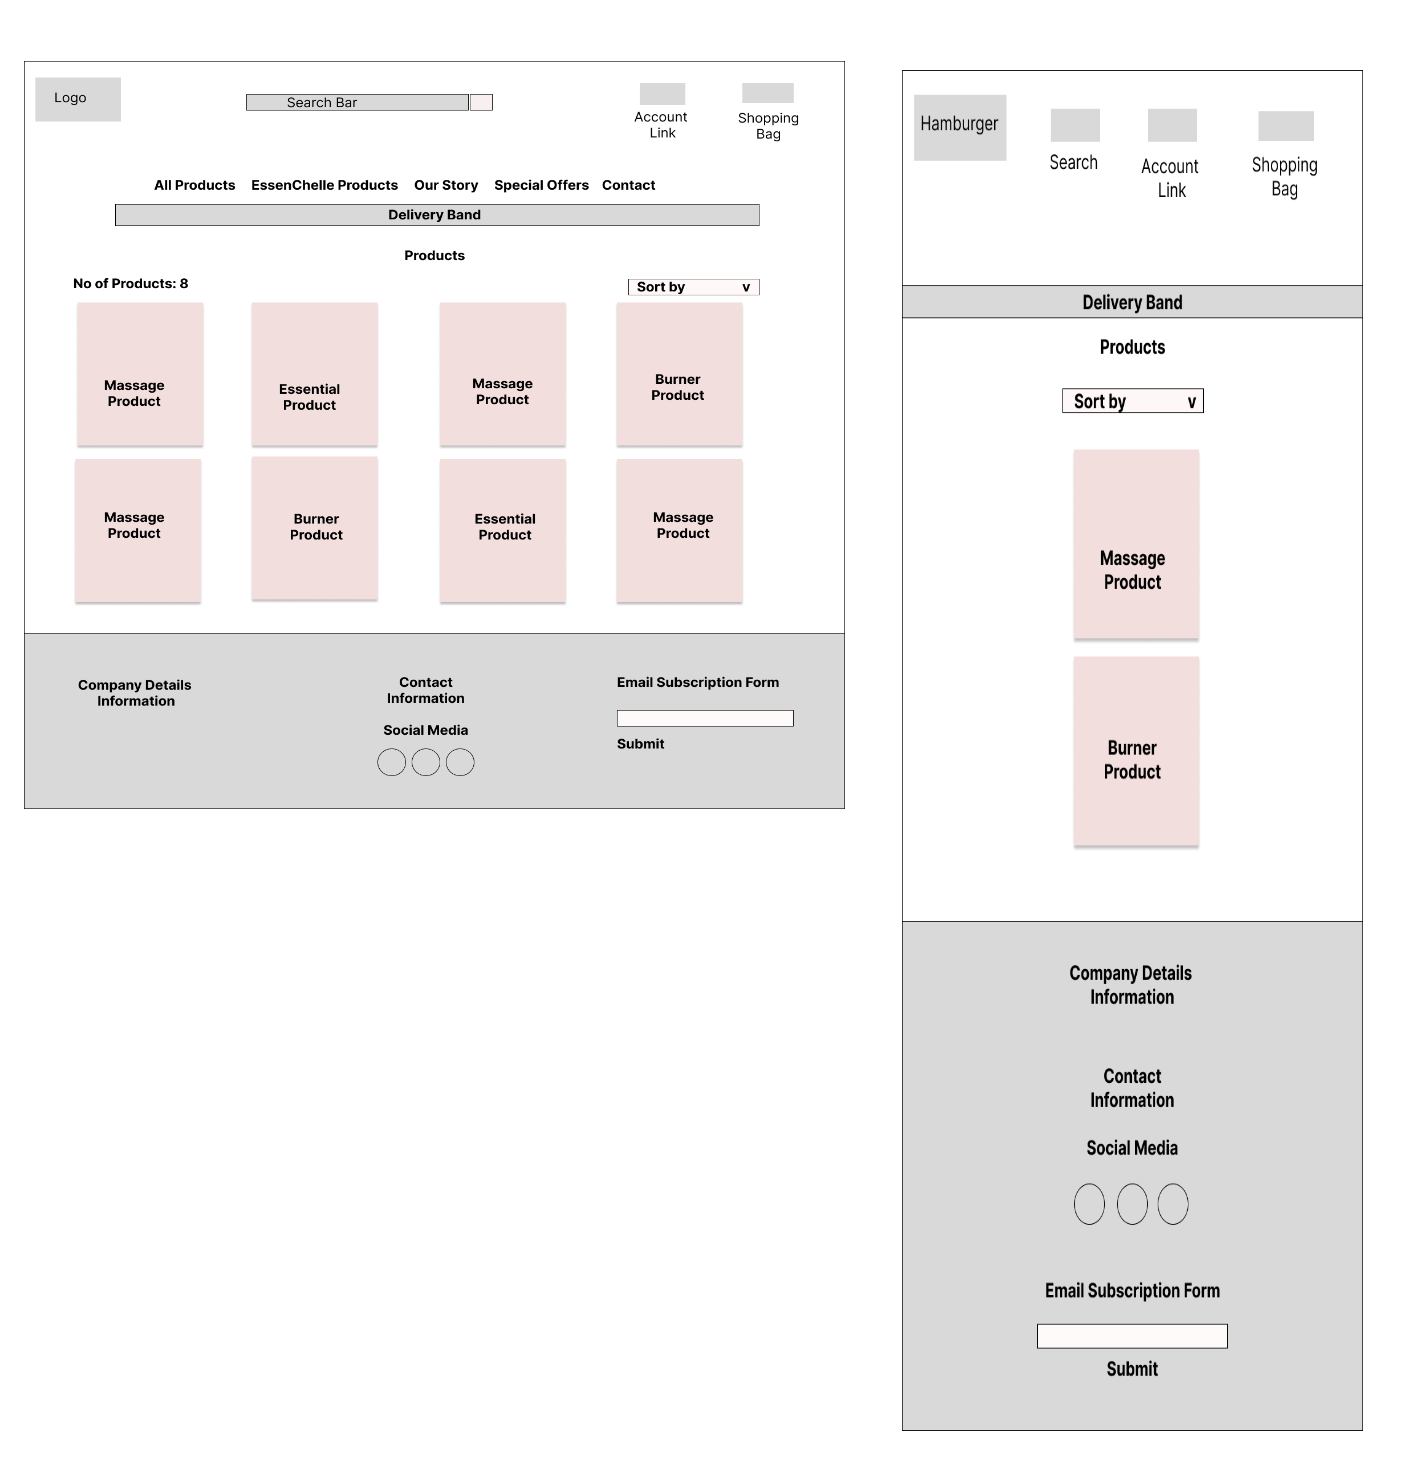 Logo
Search Bar
Account
Link
Shopping
Bag
All Products EssenChelle Products Our Story Special Offers Contact
Delivery Band
Products
No of Products: 8
Sort by v
Massage
Product
Essential
Product
Massage
Product
Burner
Product
Massage
Product
Burner
Product
Essential
Product
Massage
Product
Company Details
Information
Contact
Information
Social Media
Email Subscription Form
Submit
Hamburger
Search
Account
Link
Shopping
Bag
Delivery Band
Products
Sort by v
Massage
Product
Burner
Product
Company Details
Information
Contact
Information
Social Media
Email Subscription Form
Submit